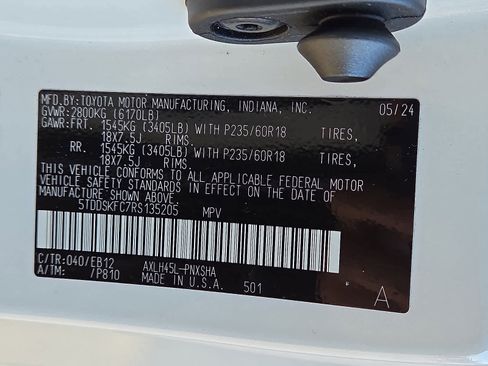 MFD.BY:TOYOTA MOTOR MANUFACTURING, INDIANA, INC. 05/24
GVWR:2800KG (6170LB)
GAWR:FRT. 1545KG (3405LB) WITH P235/60R18 TIRES,
18X7.5J RIMS.
RR. 1545KG (3405LB) WITH P235/60R18 TIRES,
18X7.5J RIMS.
THIS VEHICLE CONFORMS TO ALL APPLICABLE FEDERAL MOTOR
VEHICLE SAFETY STANDARDS IN EFFECT ON THE DATE OF
MANUFACTURE SHOWN ABOVE.
5TDDSKFC7RS135205 MPV
C/TR:040/EB12 AXLH45L-PNXSHA
A/TM: /P810 MADE IN U.S.A. 501 A